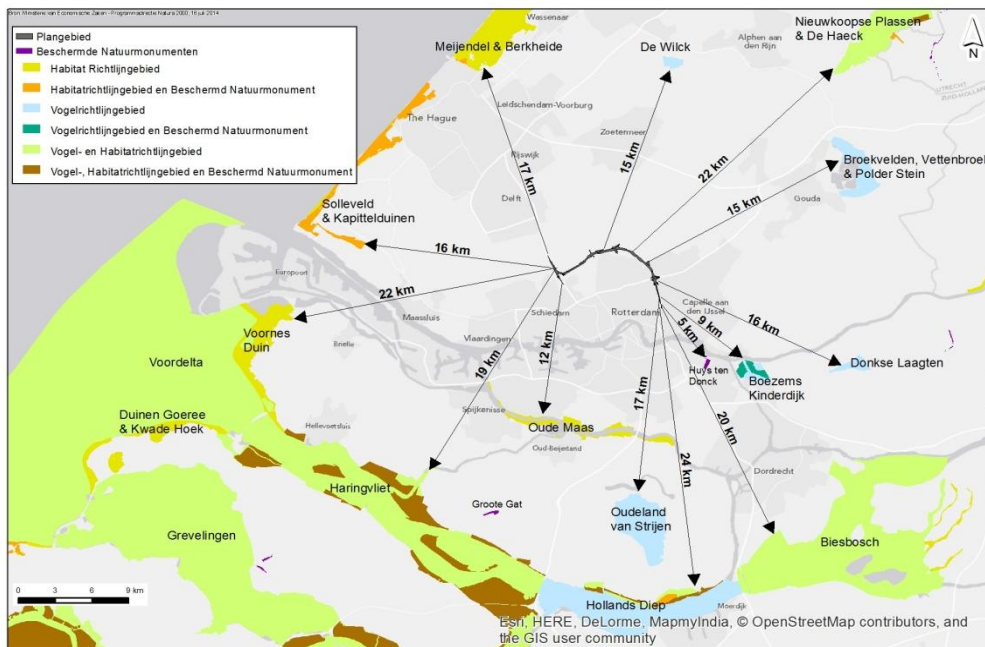 Bron: Ministerie van Economische Zaken - Programmadirectie Natura 2000, 16 juli 2014
Plangebied
Beschermde Natuurmonumenten
Habitat Richtlijngebied
Habitatrichtlijngebied en Beschermd Natuurmonument
Vogelrichtlijngebied
Vogelrichtlijngebied en Beschermd Natuurmonument
Vogel- en Habitatrichtlijngebied
Vogel-, Habitatrichtlijngebied en Beschermd Natuurmonument
Wassenaar
Meijendel & Berkheide
De Wilck
Alphen aan
den Rijn
Nieuwkoopse Plassen
& De Haeck
N
UTRECHT
ZUID-HOLLAND
Leidschendam-Voorburg
The Hague
Zoetermeer
Rijswijk
Delft
17 km
15 km
22 km
15 km
Broekvelden, Vettenbroek
& Polder Stein
Gouda
Solleveld
& Kapittelduinen
16 km
22 km
Europoort
Maassluis
Schiedam
Rotterdam
Capelle aan
den IJssel
Vlaardingen
Brielle
Voornes
Duin
Voordelta
19 km
12 km
5 km
9 km
16 km
Huys ten
Donck
Boezems
Kinderdijk
Donkse Laagten
17 km
24 km
20 km
Duinen Goeree
& Kwade Hoek
Hellevoetsluis
Spijkenisse
Oude Maas
Oud-Beijerland
Dordrecht
Haringvliet
Groote Gat
Oudeland
van Strijen
Grevelingen
Biesbosch
Hollands Diep
Moerdijk
0 3 6 9 km
Esri, HERE, DeLorme, MapmyIndia, © OpenStreetMap contributors, and
the GIS user community